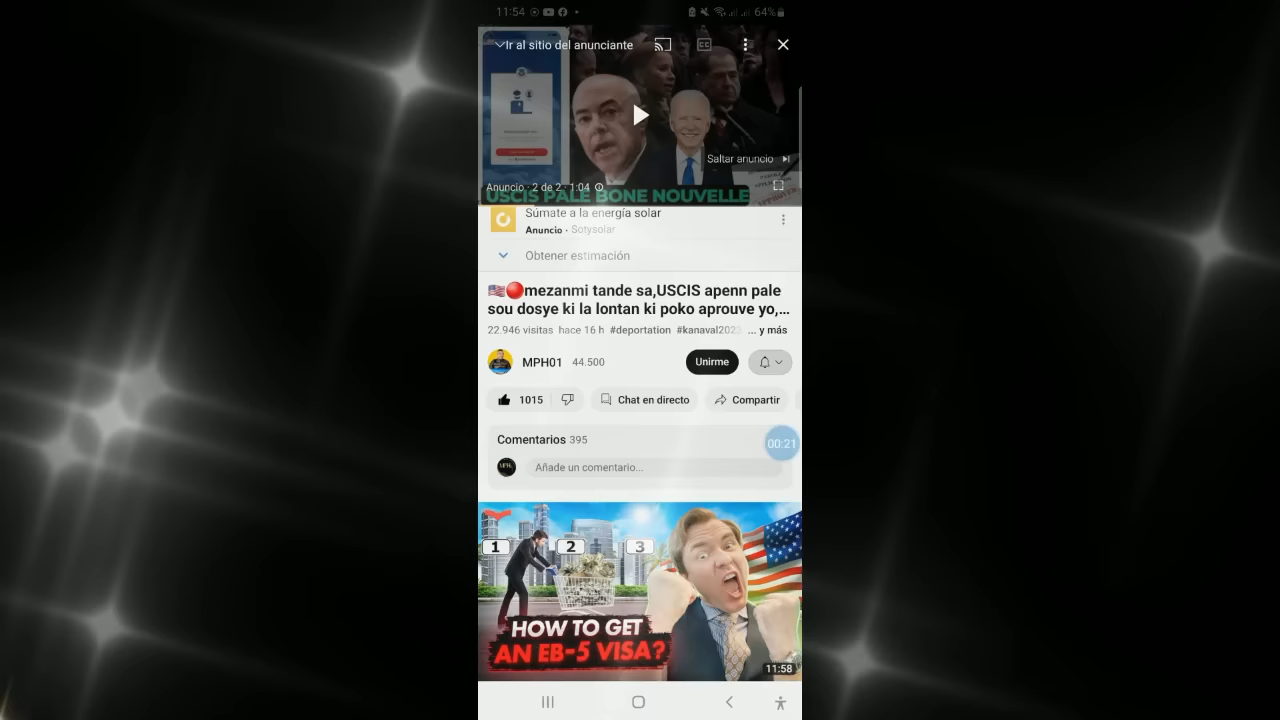 11:54
64%
Ir al sitio del anunciante
CC
Saltar anuncio
Anuncio · 2 de 2 · 1:04
USCIS PALE BONE NOUVELLE
Súmate a la energía solar
Anuncio · Sotysolar
Obtener estimación
🇺🇸🔴mezanmi tande sa,USCIS apenn pale
sou dosye ki la lontan ki poko aprouve yo,...
22.946 visitas hace 16 h #deportation #kanaval202 ... y más
MPH01 44.500
Unirme
1015
Chat en directo
Compartir
Comentarios 395
00:21
Añade un comentario...
1 2 3
HOW TO GET
AN EB-5 VISA?
11:58